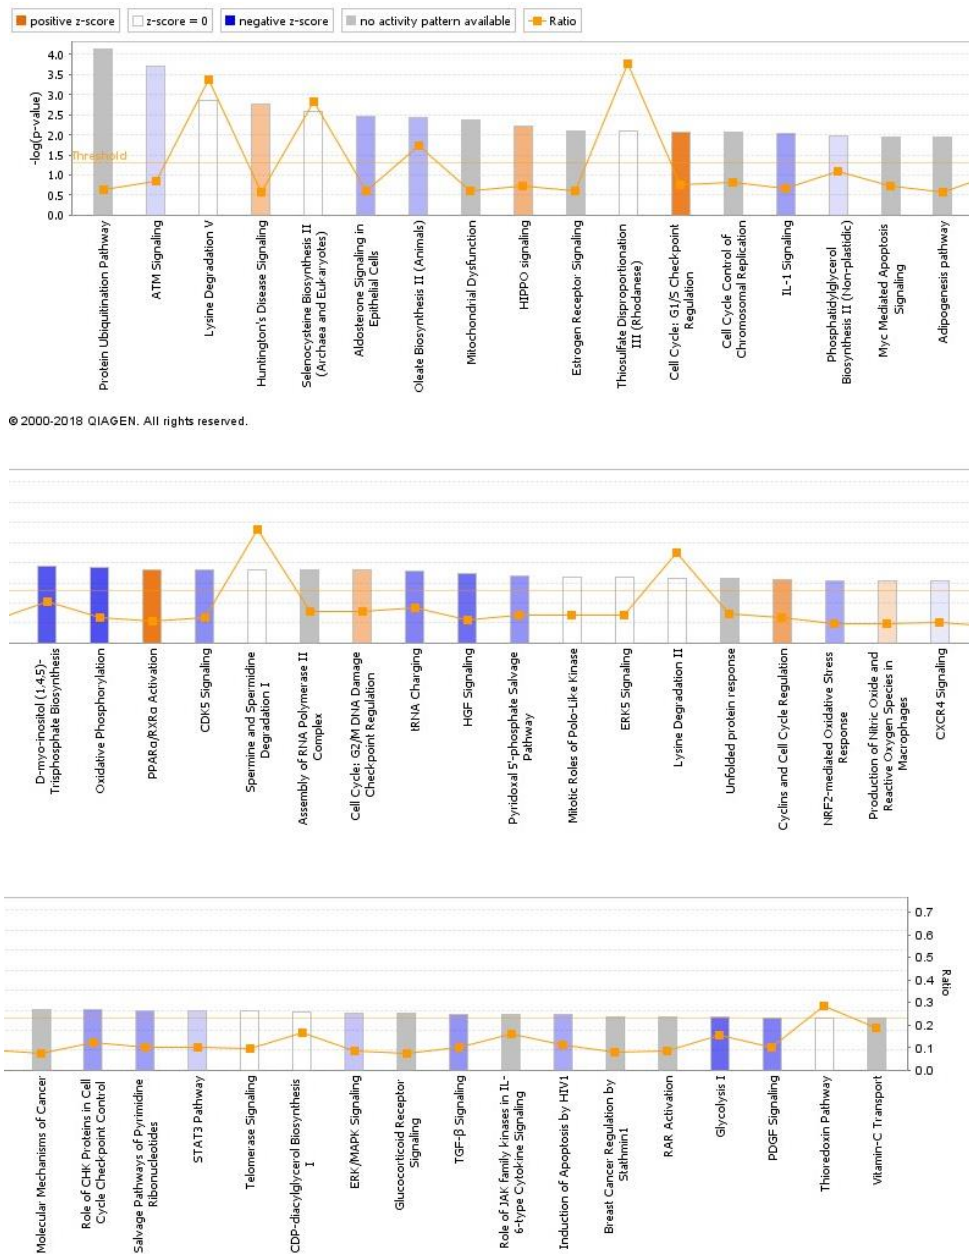 positive z-score
z-score = 0
negative z-score
no activity pattern available
Ratio
-log(p-value)
4.0
3.5
3.0
2.5
2.0
1.5
1.0
0.5
0.0
Threshold
Protein Ubiquitination Pathway
ATM Signaling
Lysine Degradation V
Huntington's Disease Signaling
Selenocysteine Biosynthesis II
(Archaea and Eukaryotes)
Aldosterone Signaling in
Epithelial Cells
Oleate Biosynthesis II (Animals)
Mitochondrial Dysfunction
HIPPO signaling
Estrogen Receptor Signaling
Thiosulfate Disproportionation
III (Rhodanese)
Cell Cycle: G1/S Checkpoint
Regulation
Cell Cycle Control of
Chromosomal Replication
IL-1 Signaling
Phosphatidylglycerol
Biosynthesis II (Non-plastidic)
Myc Mediated Apoptosis
Signaling
Adipogenesis pathway
© 2000-2018 QIAGEN. All rights reserved.
D-myo-inositol (1,4,5)-
Trisphosphate Biosynthesis
Oxidative Phosphorylation
PPARα/RXRα Activation
CDK5 Signaling
Spermine and Spermidine
Degradation I
Assembly of RNA Polymerase II
Complex
Cell Cycle: G2/M DNA Damage
Checkpoint Regulation
tRNA Charging
HGF Signaling
Pyridoxal 5'-phosphate Salvage
Pathway
Mitotic Roles of Polo-Like Kinase
ERK5 Signaling
Lysine Degradation II
Unfolded protein response
Cyclins and Cell Cycle Regulation
NRF2-mediated Oxidative Stress
Response
Production of Nitric Oxide and
Reactive Oxygen Species in
Macrophages
CXCR4 Signaling
0.7
0.6
0.5
0.4
0.3
0.2
0.1
0.0
Ratio
Molecular Mechanisms of Cancer
Role of CHK Proteins in Cell
Cycle Checkpoint Control
Salvage Pathways of Pyrimidine
Ribonucleotides
STAT3 Pathway
Telomerase Signaling
CDP-diacylglycerol Biosynthesis
I
ERK/MAPK Signaling
Glucocorticoid Receptor
Signaling
TGF-β Signaling
Role of JAK family kinases in IL-
6-type Cytokine Signaling
Induction of Apoptosis by HIV1
Breast Cancer Regulation by
Stathmin1
RAR Activation
Glycolysis I
PDGF Signaling
Thioredoxin Pathway
Vitamin-C Transport